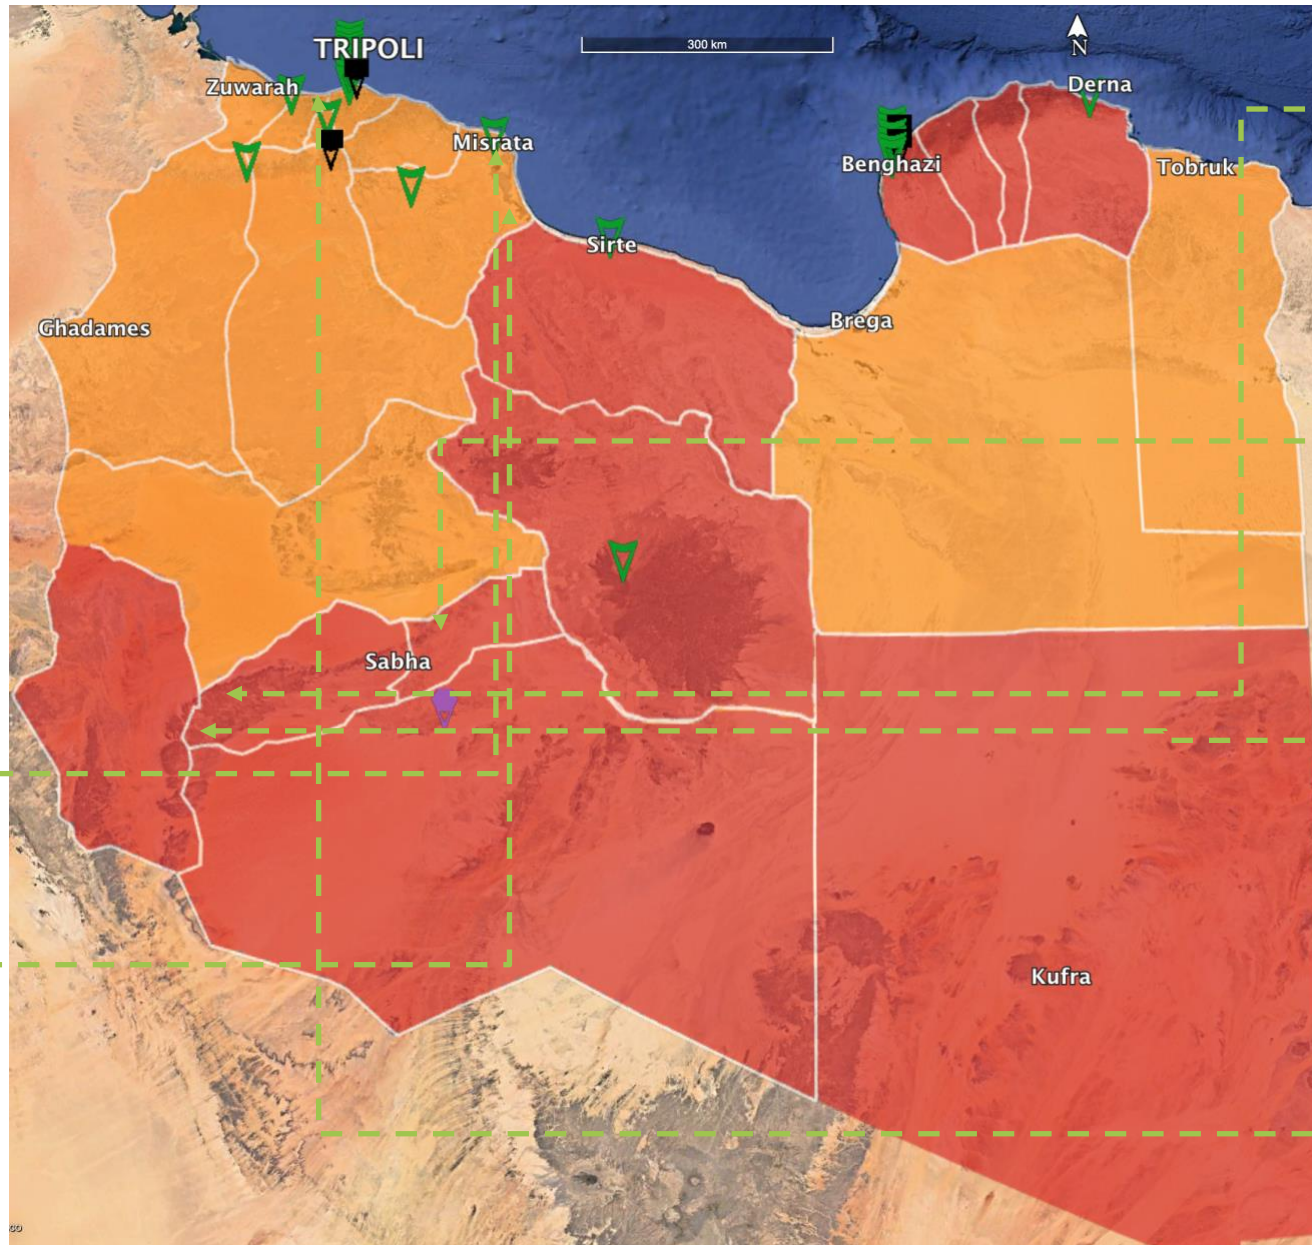 TRIPOLI
300 km
N
Zuwarah
Derna
Misrata
Benghazi
Tobruk
Sirte
Ghadames
Brega
Sabha
Kufra